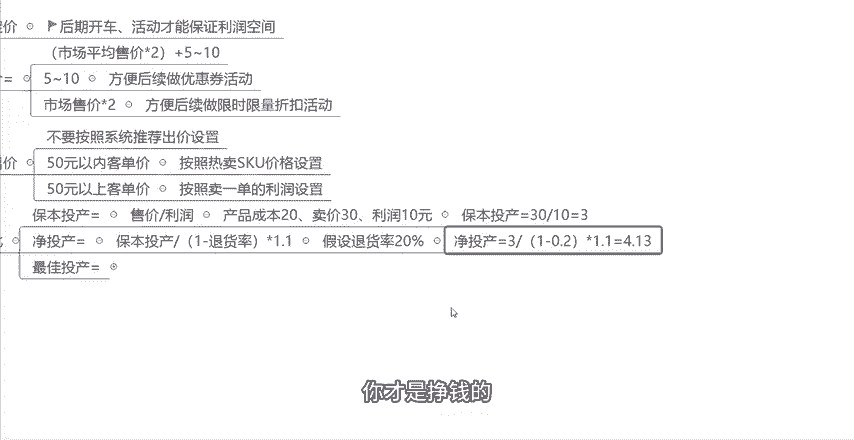 价 后期开车、活动才能保证利润空间
（市场平均售价*2）+5~10
= 5~10 方便后续做优惠券活动
市场售价*2 方便后续做限时限量折扣活动
不要按照系统推荐出价设置
价 50元以内客单价 按照热卖SKU价格设置
50元以上客单价 按照卖一单的利润设置
保本投产= 售价/利润 产品成本20、卖价30、利润10元 保本投产=30/10=3
净投产= 保本投产/（1-退货率）*1.1 假设退货率20% 净投产=3/（1-0.2）*1.1=4.13
最佳投产=
你才是挣钱的